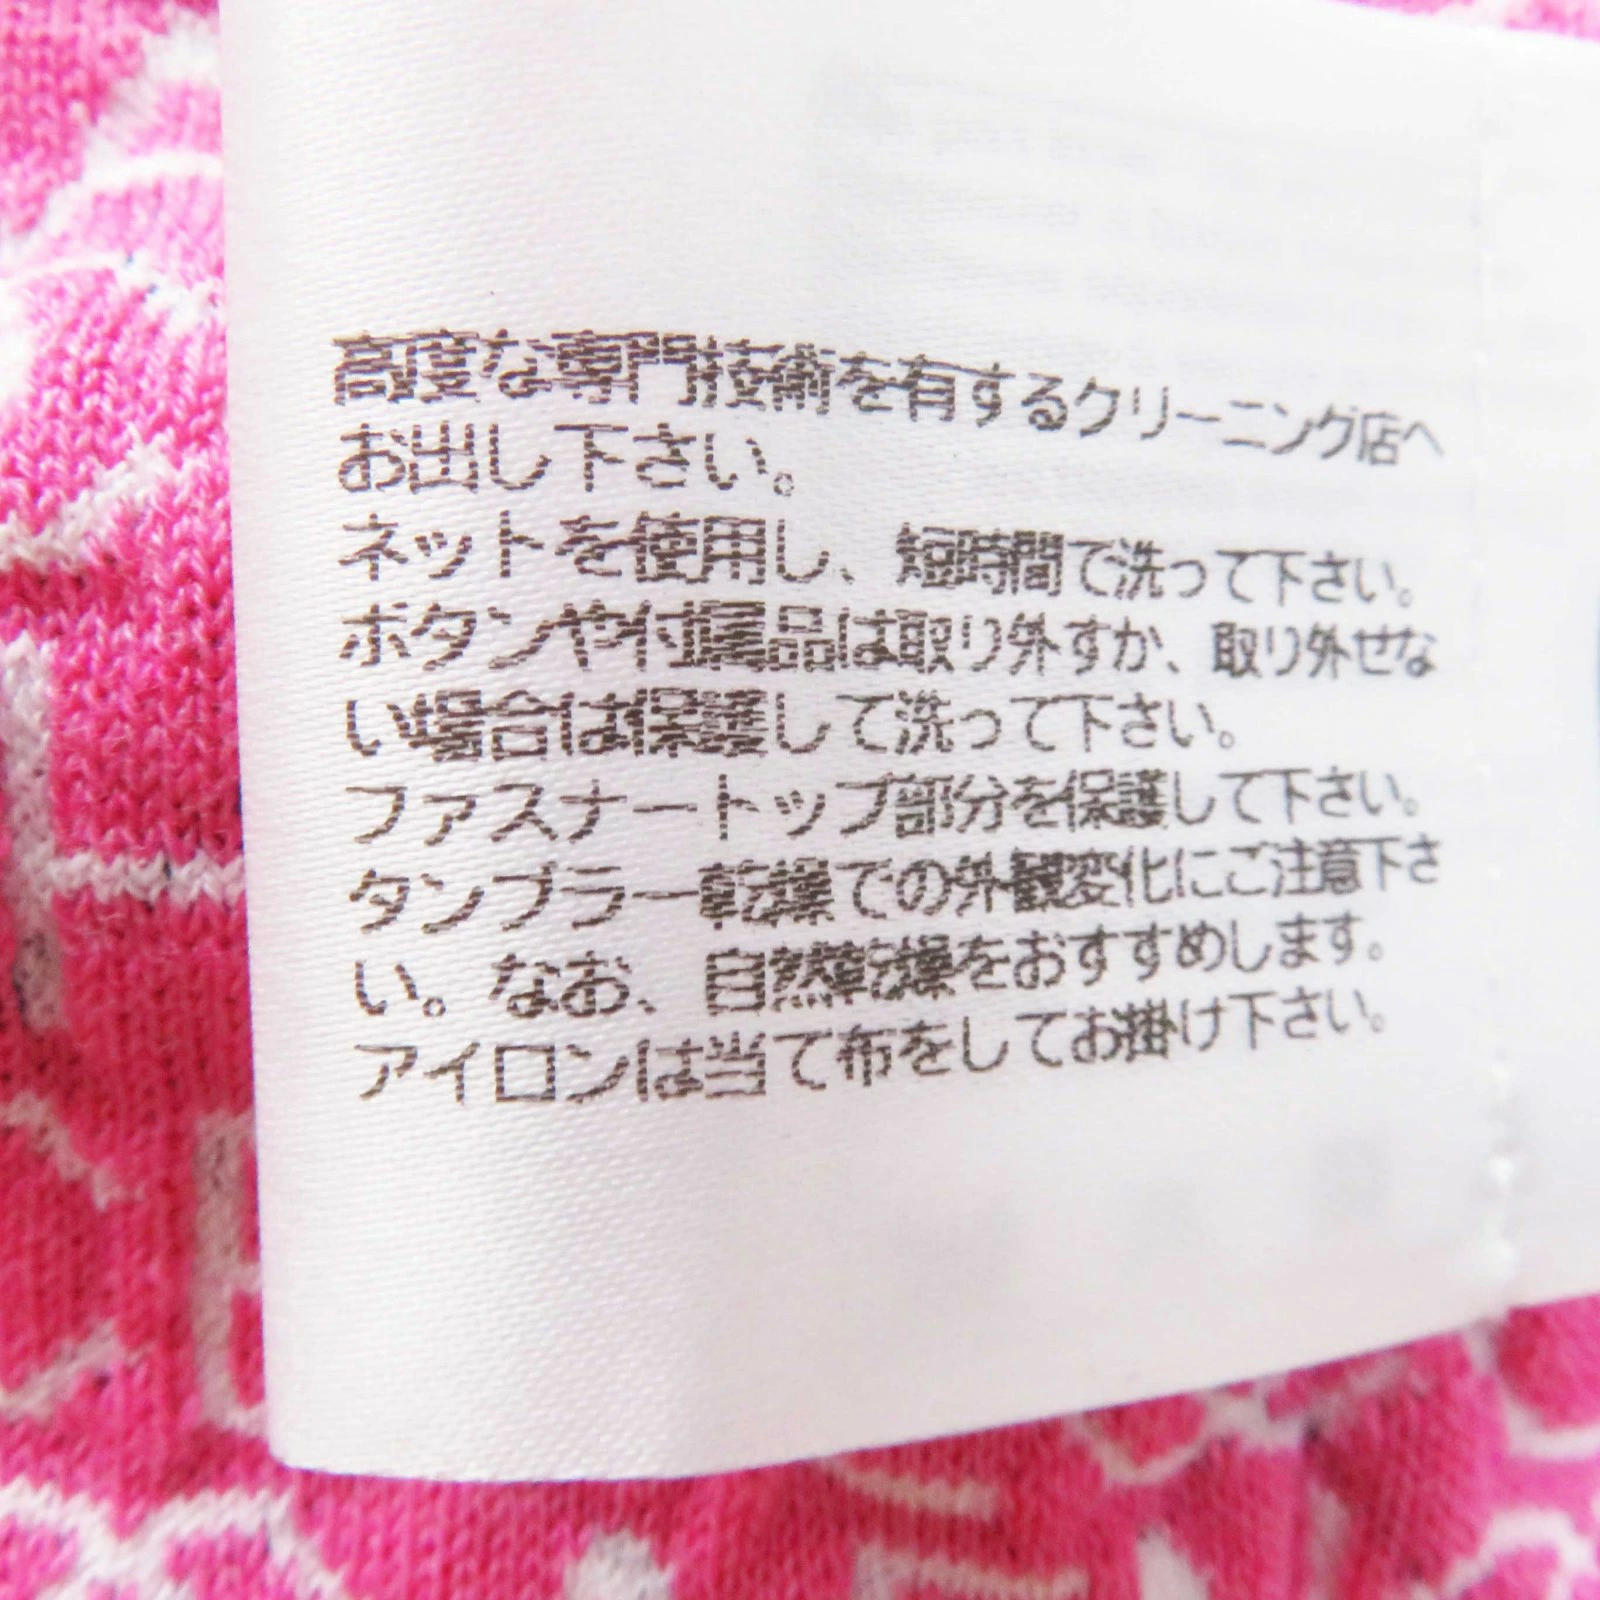 高度な専門技術を有するクリーニング店へ
お出し下さい。
ネットを使用し、短時間で洗って下さい。
ボタンや付属品は取り外すか、取り外せな
い場合は保護して洗って下さい。
ファスナートップ部分を保護して下さい。
タンブラー乾燥での外観変化にご注意下さ
い。なお、自然乾燥をおすすめします。
アイロンは当て布をしてお掛け下さい。